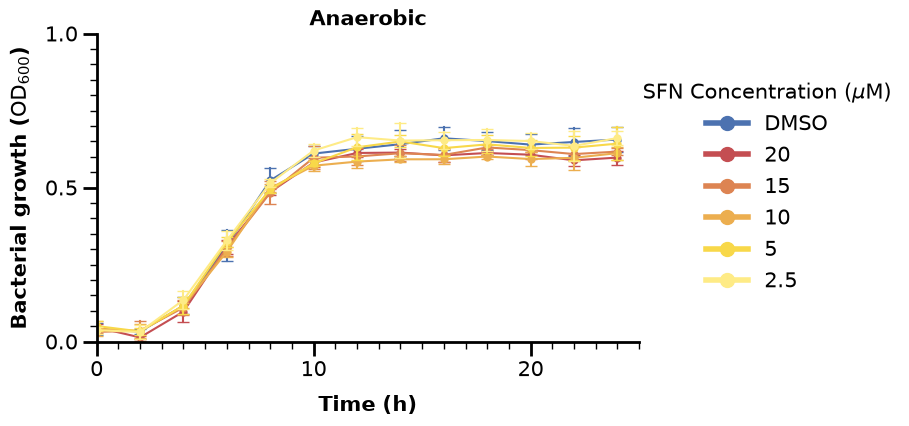 Anaerobic
1.0
0.5
0.0
Bacterial growth (OD600)
0
10
20
Time (h)
SFN Concentration (μM)
DMSO
20
15
10
5
2.5